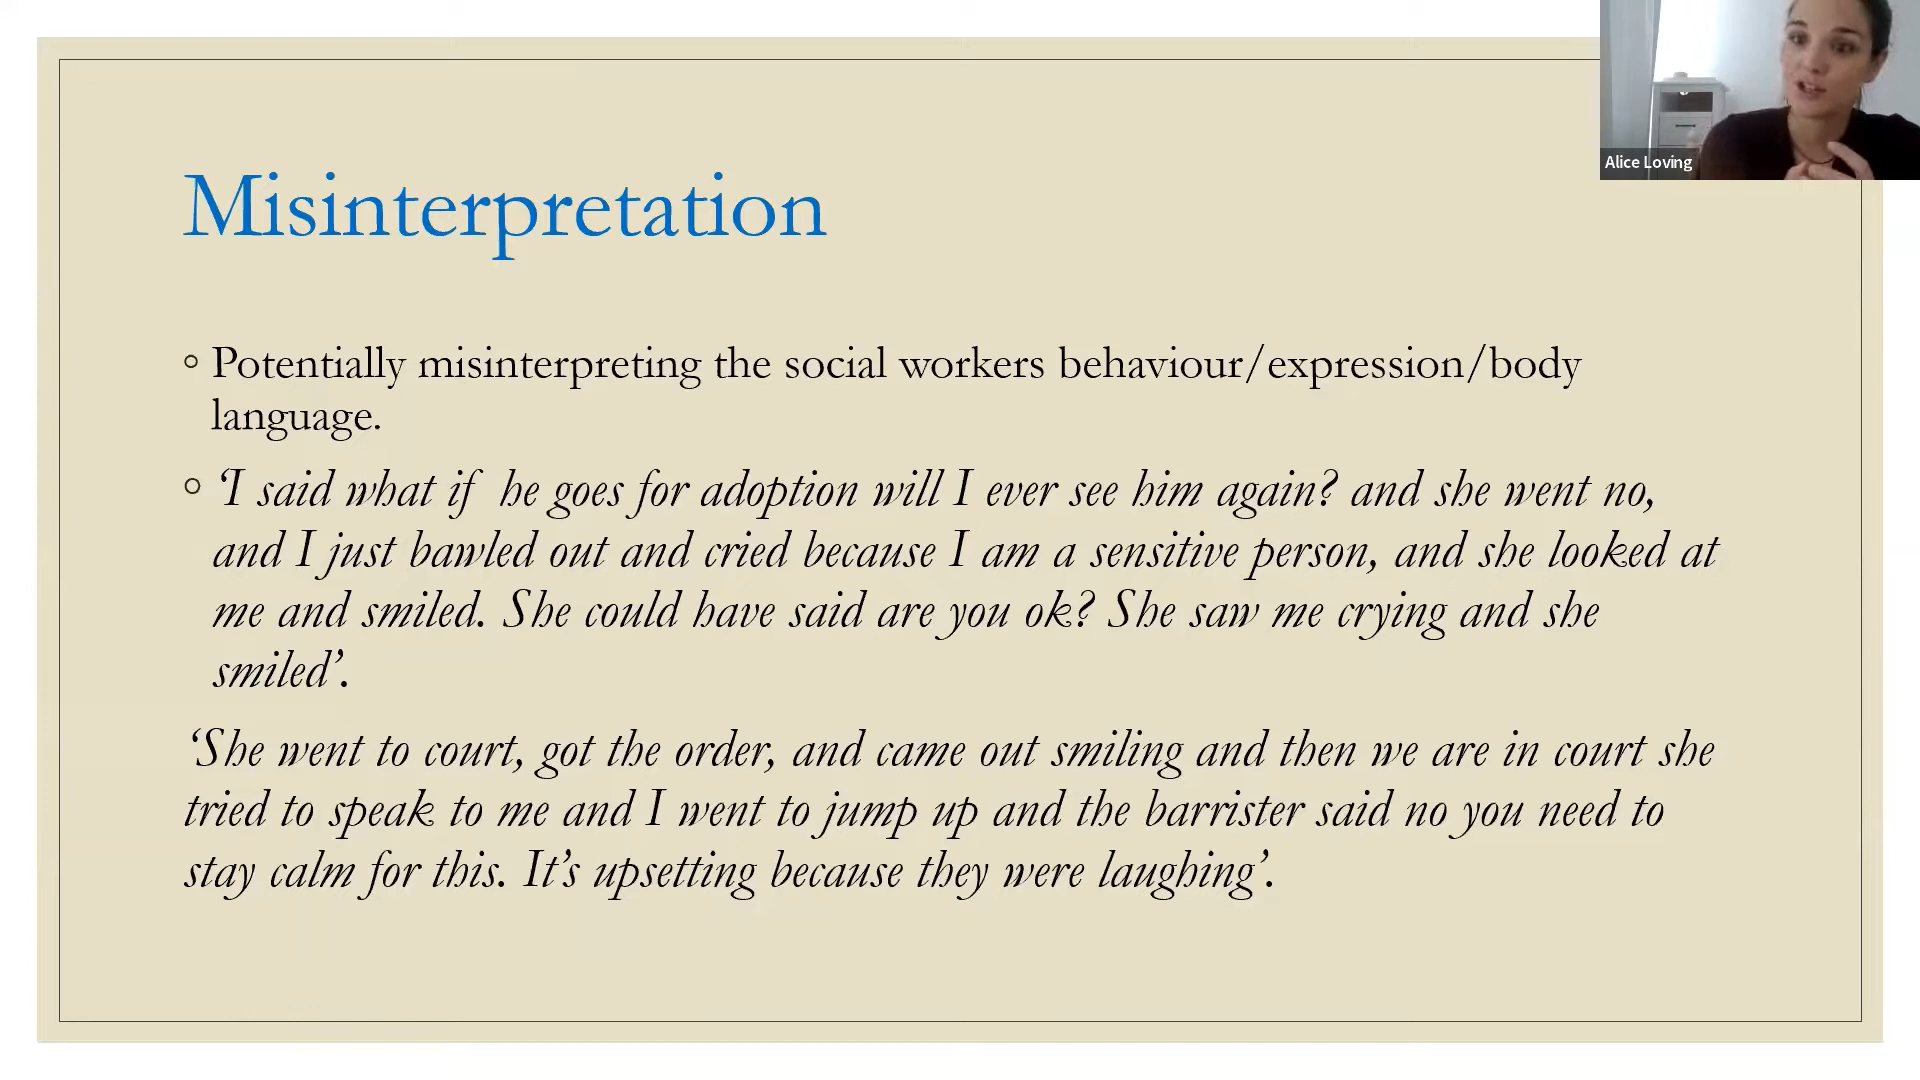 Alice Loving
Misinterpretation
◦ Potentially misinterpreting the social workers behaviour/expression/body
language.
◦ ‘I said what if  he goes for adoption will I ever see him again? and she went no,
and I just bawled out and cried because I am a sensitive person, and she looked at
me and smiled. She could have said are you ok? She saw me crying and she
smiled’.
‘She went to court, got the order, and came out smiling and then we are in court she
tried to speak to me and I went to jump up and the barrister said no you need to
stay calm for this. It’s upsetting because they were laughing’.